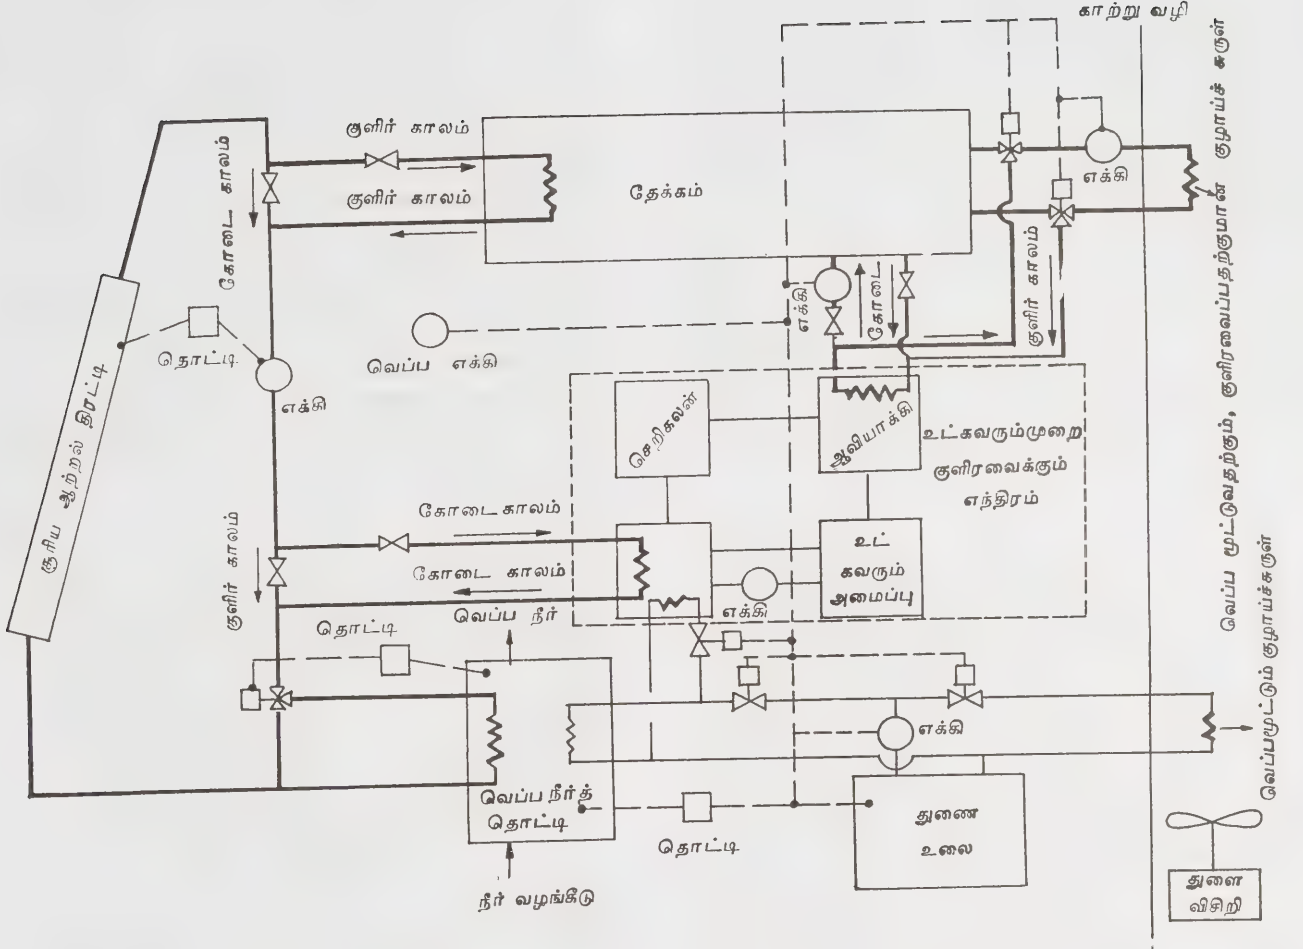 காற்று வழி
குளிர் காலம்
குளிர் காலம்
கோடை காலம்
தேக்கம்
எக்கி
வெப்ப மூட்டுவதற்கும், குளிரவைப்பதற்குமான குழாய்ச் சுருள்
எக்கி
கோடை
குளிர் காலம்
தொட்டி
வெப்ப எக்கி
எக்கி
சூரிய ஆற்றல் திரட்டி
செறிகலன்
ஆவியாக்கி
உட்கவரும்முறை
குளிரவைக்கும்
எந்திரம்
குளிர் காலம்
கோடை காலம்
கோடை காலம்
உட்
கவரும்
அமைப்பு
எக்கி
தொட்டி
வெப்ப நீர்
எக்கி
வெப்பமூட்டும் குழாய்ச்சுருள்
வெப்ப நீர்த்
தொட்டி
தொட்டி
துணை
உலை
நீர் வழங்கீடு
துளை
விசிறி